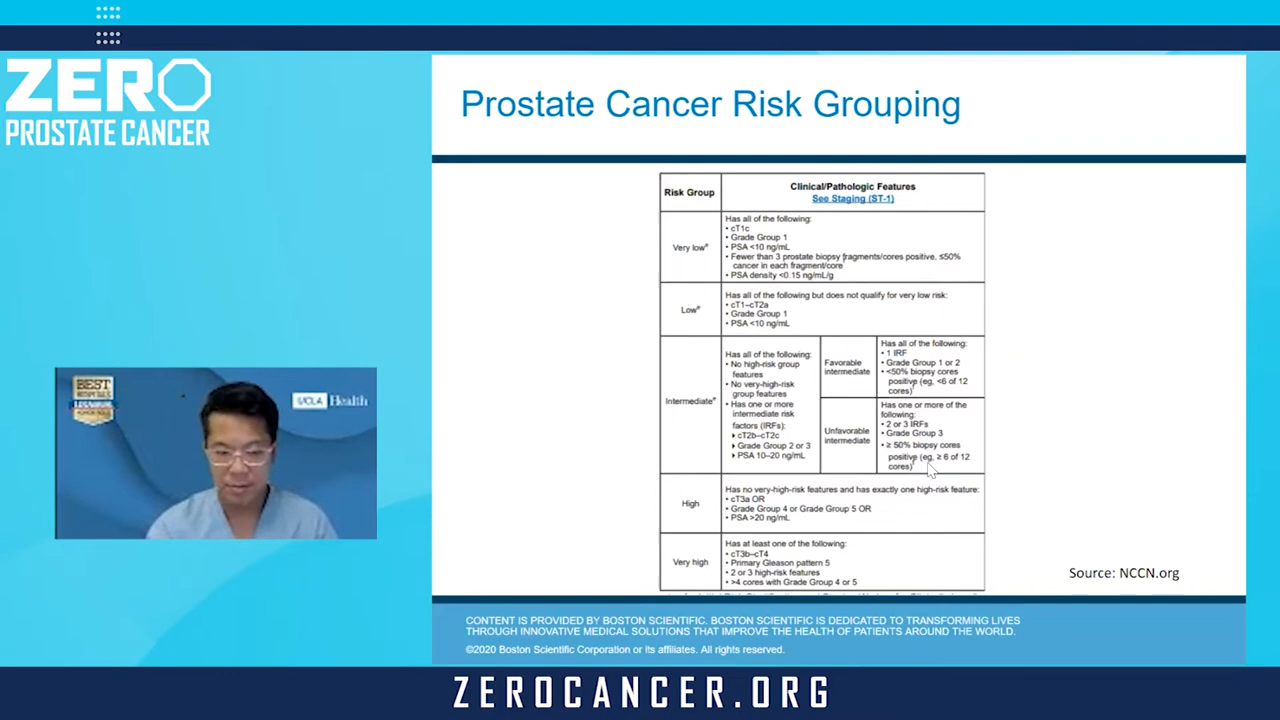 ZERO
PROSTATE CANCER
Prostate Cancer Risk Grouping
Risk Group
Clinical/Pathologic Features
See Staging (ST-1)
Very low
Has all of the following:
• cT1c
• Grade Group 1
• PSA <10 ng/mL
• Fewer than 3 prostate biopsy fragments/cores positive, ≤50%
cancer in each fragment/core
• PSA density <0.15 ng/mL/g
Low
Has all of the following but does not qualify for very low risk:
• cT1–cT2a
• Grade Group 1
• PSA <10 ng/mL
Intermediate
Has all of the following:
• No high-risk group
features
• No very-high-risk
group features
• Has one or more
intermediate risk
factors (IRFs):
cT2b–cT2c
Grade Group 2 or 3
PSA 10–20 ng/mL
Favorable
intermediate
Has all of the following:
• 1 IRF
• Grade Group 1 or 2
• <50% biopsy cores
positive (eg, <6 of 12
cores)
Unfavorable
intermediate
Has one or more of the
following:
• 2 or 3 IRFs
• Grade Group 3
• ≥ 50% biopsy cores
positive (eg, ≥ 6 of 12
cores)
High
Has no very-high-risk features and has exactly one high-risk feature:
• cT3a OR
• Grade Group 4 or Grade Group 5 OR
• PSA >20 ng/mL
Very high
Has at least one of the following:
• cT3b–cT4
• Primary Gleason pattern 5
• 2 or 3 high-risk features
• >4 cores with Grade Group 4 or 5
Source: NCCN.org
BEST
HOSPITALS
UCLA Health
CONTENT IS PROVIDED BY BOSTON SCIENTIFIC. BOSTON SCIENTIFIC IS DEDICATED TO TRANSFORMING LIVES
THROUGH INNOVATIVE MEDICAL SOLUTIONS THAT IMPROVE THE HEALTH OF PATIENTS AROUND THE WORLD.
©2020 Boston Scientific Corporation or its affiliates. All rights reserved.
ZEROCANCER.ORG